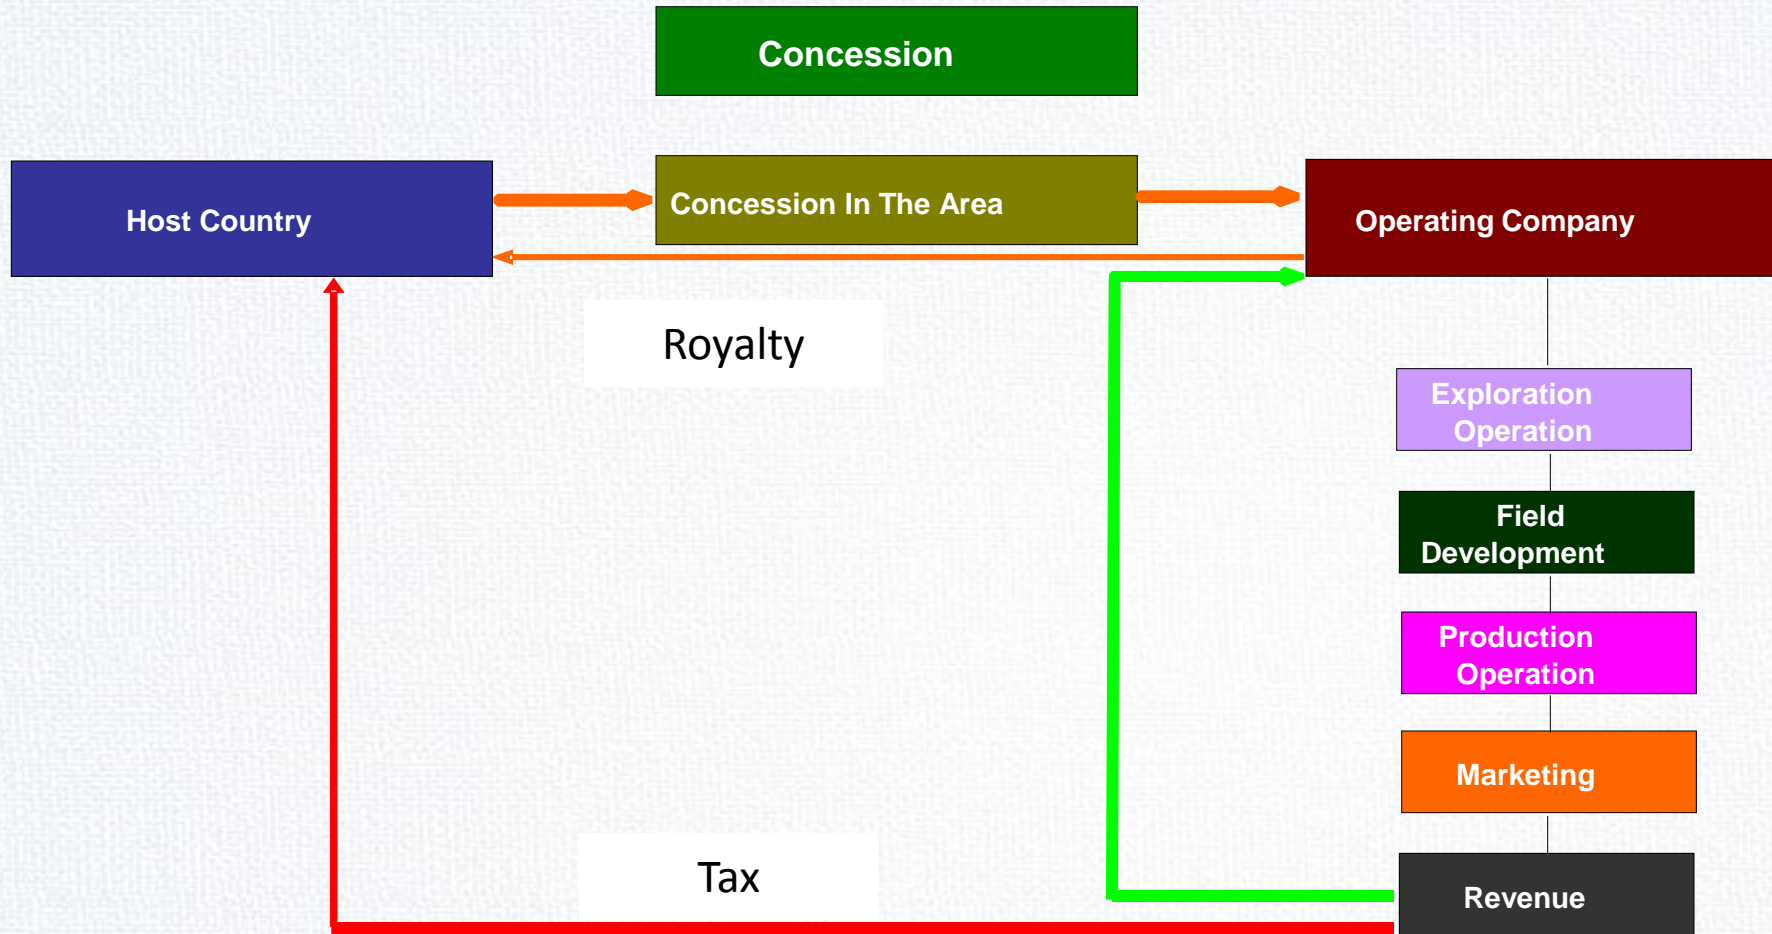 Concession
Host Country
Concession In The Area
Operating Company
Royalty
Exploration
Operation
Field
Development
Production
Operation
Marketing
Tax
Revenue